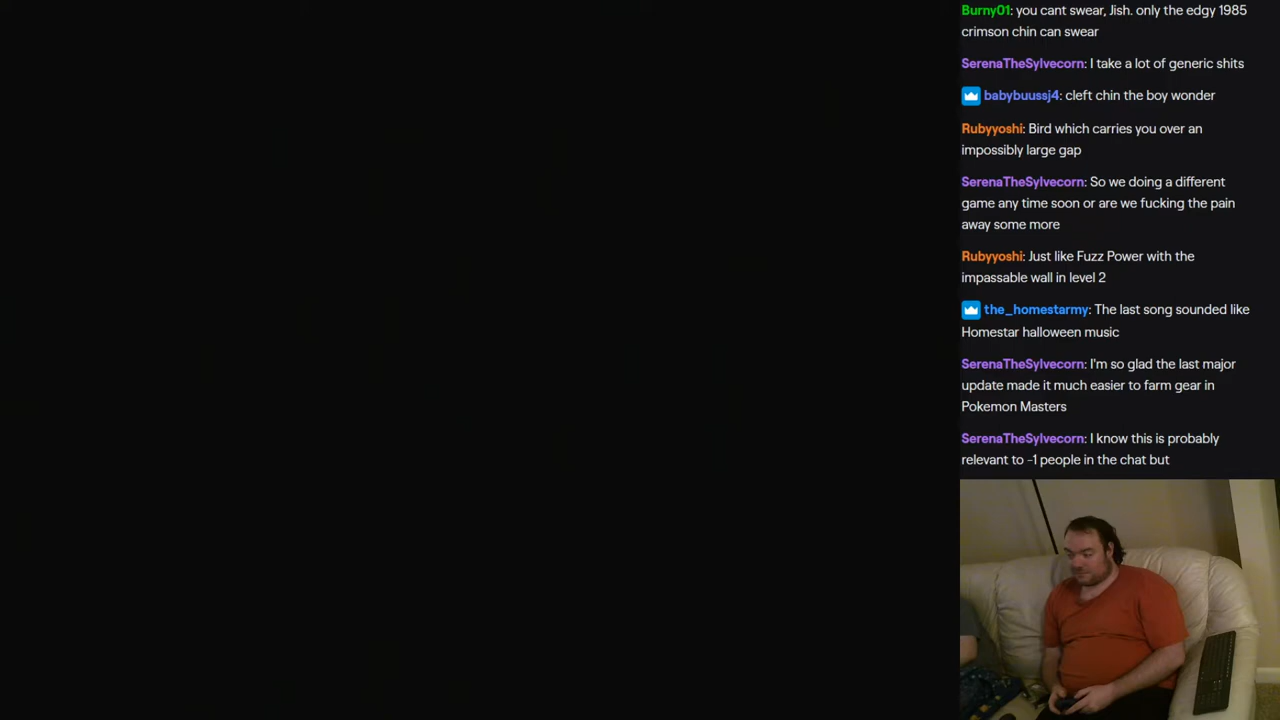 Burny01: you cant swear, Jish. only the edgy 1985
crimson chin can swear
SerenaTheSylvecorn: I take a lot of generic shits
babybuussj4: cleft chin the boy wonder
Rubyyoshi: Bird which carries you over an
impossibly large gap
SerenaTheSylvecorn: So we doing a different
game any time soon or are we fucking the pain
away some more
Rubyyoshi: Just like Fuzz Power with the
impassable wall in level 2
the_homestarmy: The last song sounded like
Homestar halloween music
SerenaTheSylvecorn: I'm so glad the last major
update made it much easier to farm gear in
Pokemon Masters
SerenaTheSylvecorn: I know this is probably
relevant to -1 people in the chat but